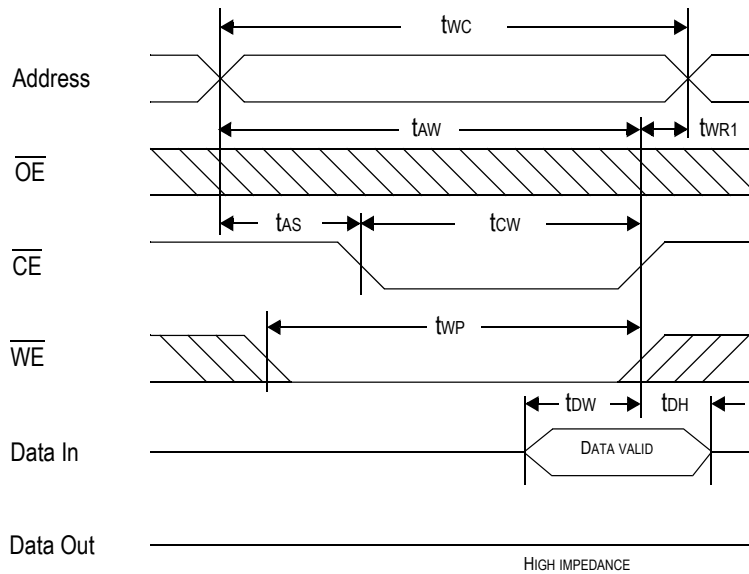 tWC
Address
tAW
tWR1
OE
tAS
tCW
CE
tWP
WE
tDW
tDH
Data In
DATA VALID
Data Out
HIGH IMPEDANCE